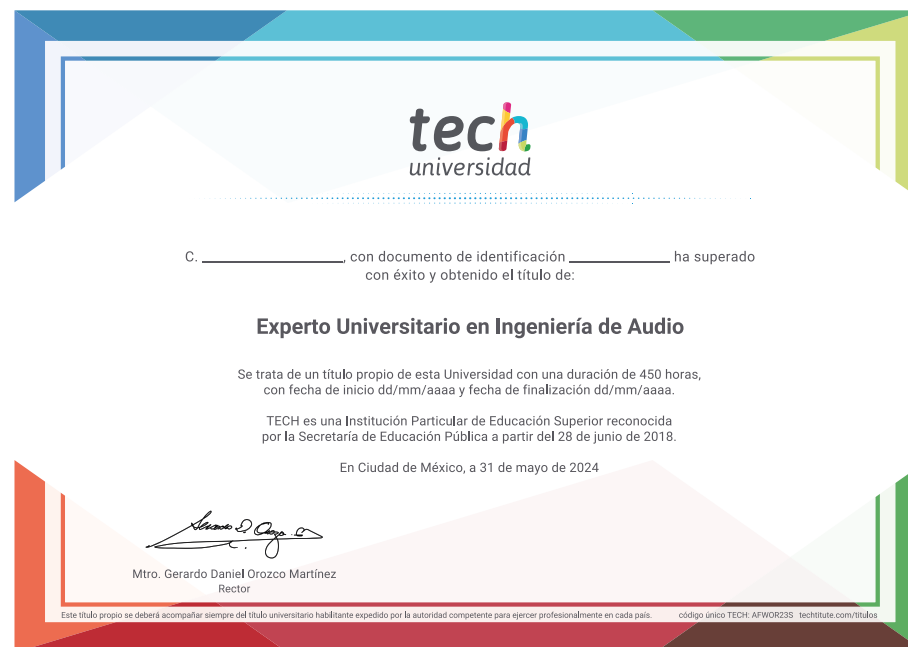 tech
universidad
C. ____________, con documento de identificación ____________ ha superado
con éxito y obtenido el título de:
Experto Universitario en Ingeniería de Audio
Se trata de un título propio de esta Universidad con una duración de 450 horas,
con fecha de inicio dd/mm/aaaa y fecha de finalización dd/mm/aaaa.
TECH es una Institución Particular de Educación Superior reconocida
por la Secretaría de Educación Pública a partir del 28 de junio de 2018.
En Ciudad de México, a 31 de mayo de 2024
Mtro. Gerardo Daniel Orozco Martínez
Rector
Este título propio se deberá acompañar siempre del título universitario habilitante expedido por la autoridad competente para ejercer profesionalmente en cada país. código único TECH: AFWOR23S techtitute.com/titulos